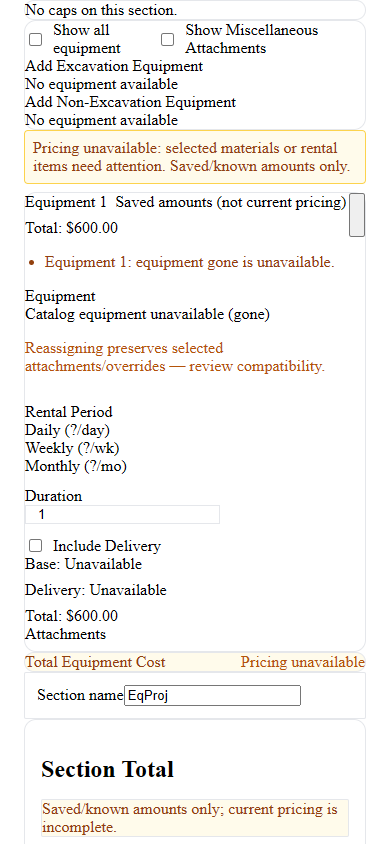 No caps on this section.
Show all equipment
Show Miscellaneous Attachments
Add Excavation Equipment
No equipment available
Add Non-Excavation Equipment
No equipment available
Pricing unavailable: selected materials or rental
items need attention. Saved/known amounts only.
Equipment 1 Saved amounts (not current pricing)
Total: $600.00
• Equipment 1: equipment gone is unavailable.
Equipment
Catalog equipment unavailable (gone)
Reassigning preserves selected
attachments/overrides — review compatibility.
Rental Period
Daily (?/day)
Weekly (?/wk)
Monthly (?/mo)
Duration
1
Include Delivery
Base: Unavailable
Delivery: Unavailable
Total: $600.00
Attachments
Total Equipment Cost Pricing unavailable
Section name EqProj
Section Total
Saved/known amounts only; current pricing is
incomplete.